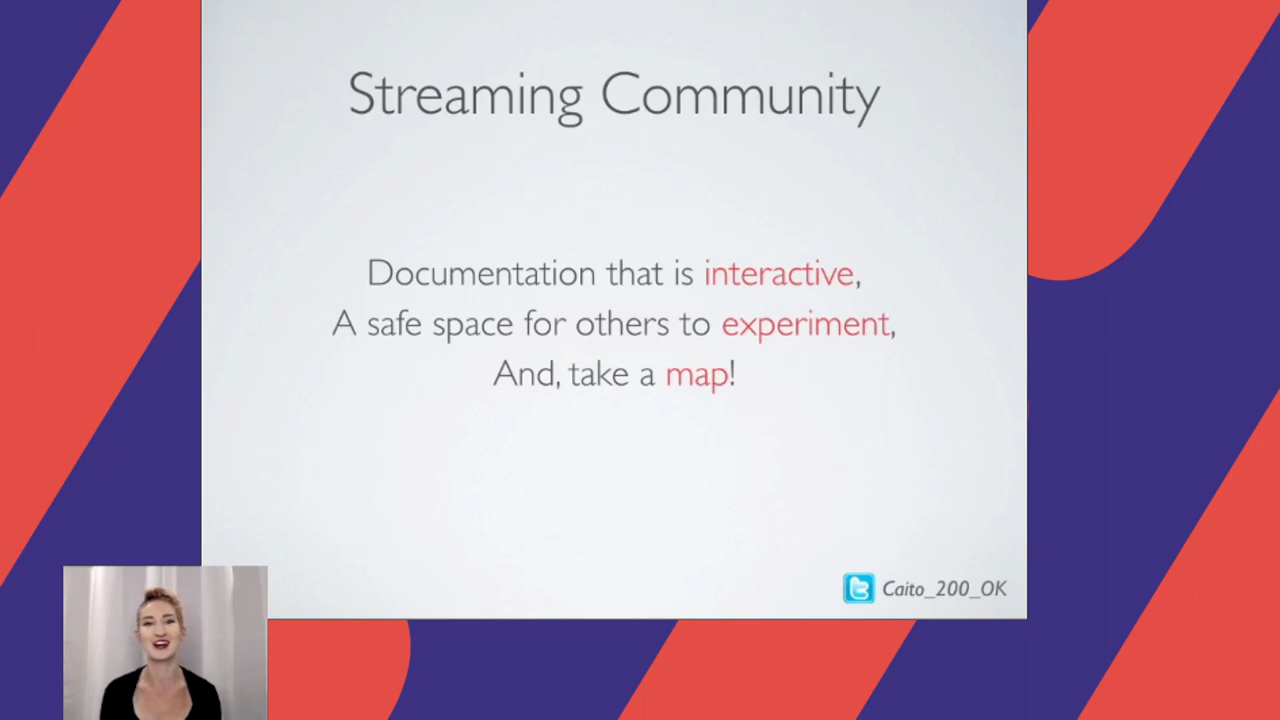 Streaming Community
Documentation that is interactive,
A safe space for others to experiment,
And, take a map!
Caito_200_OK